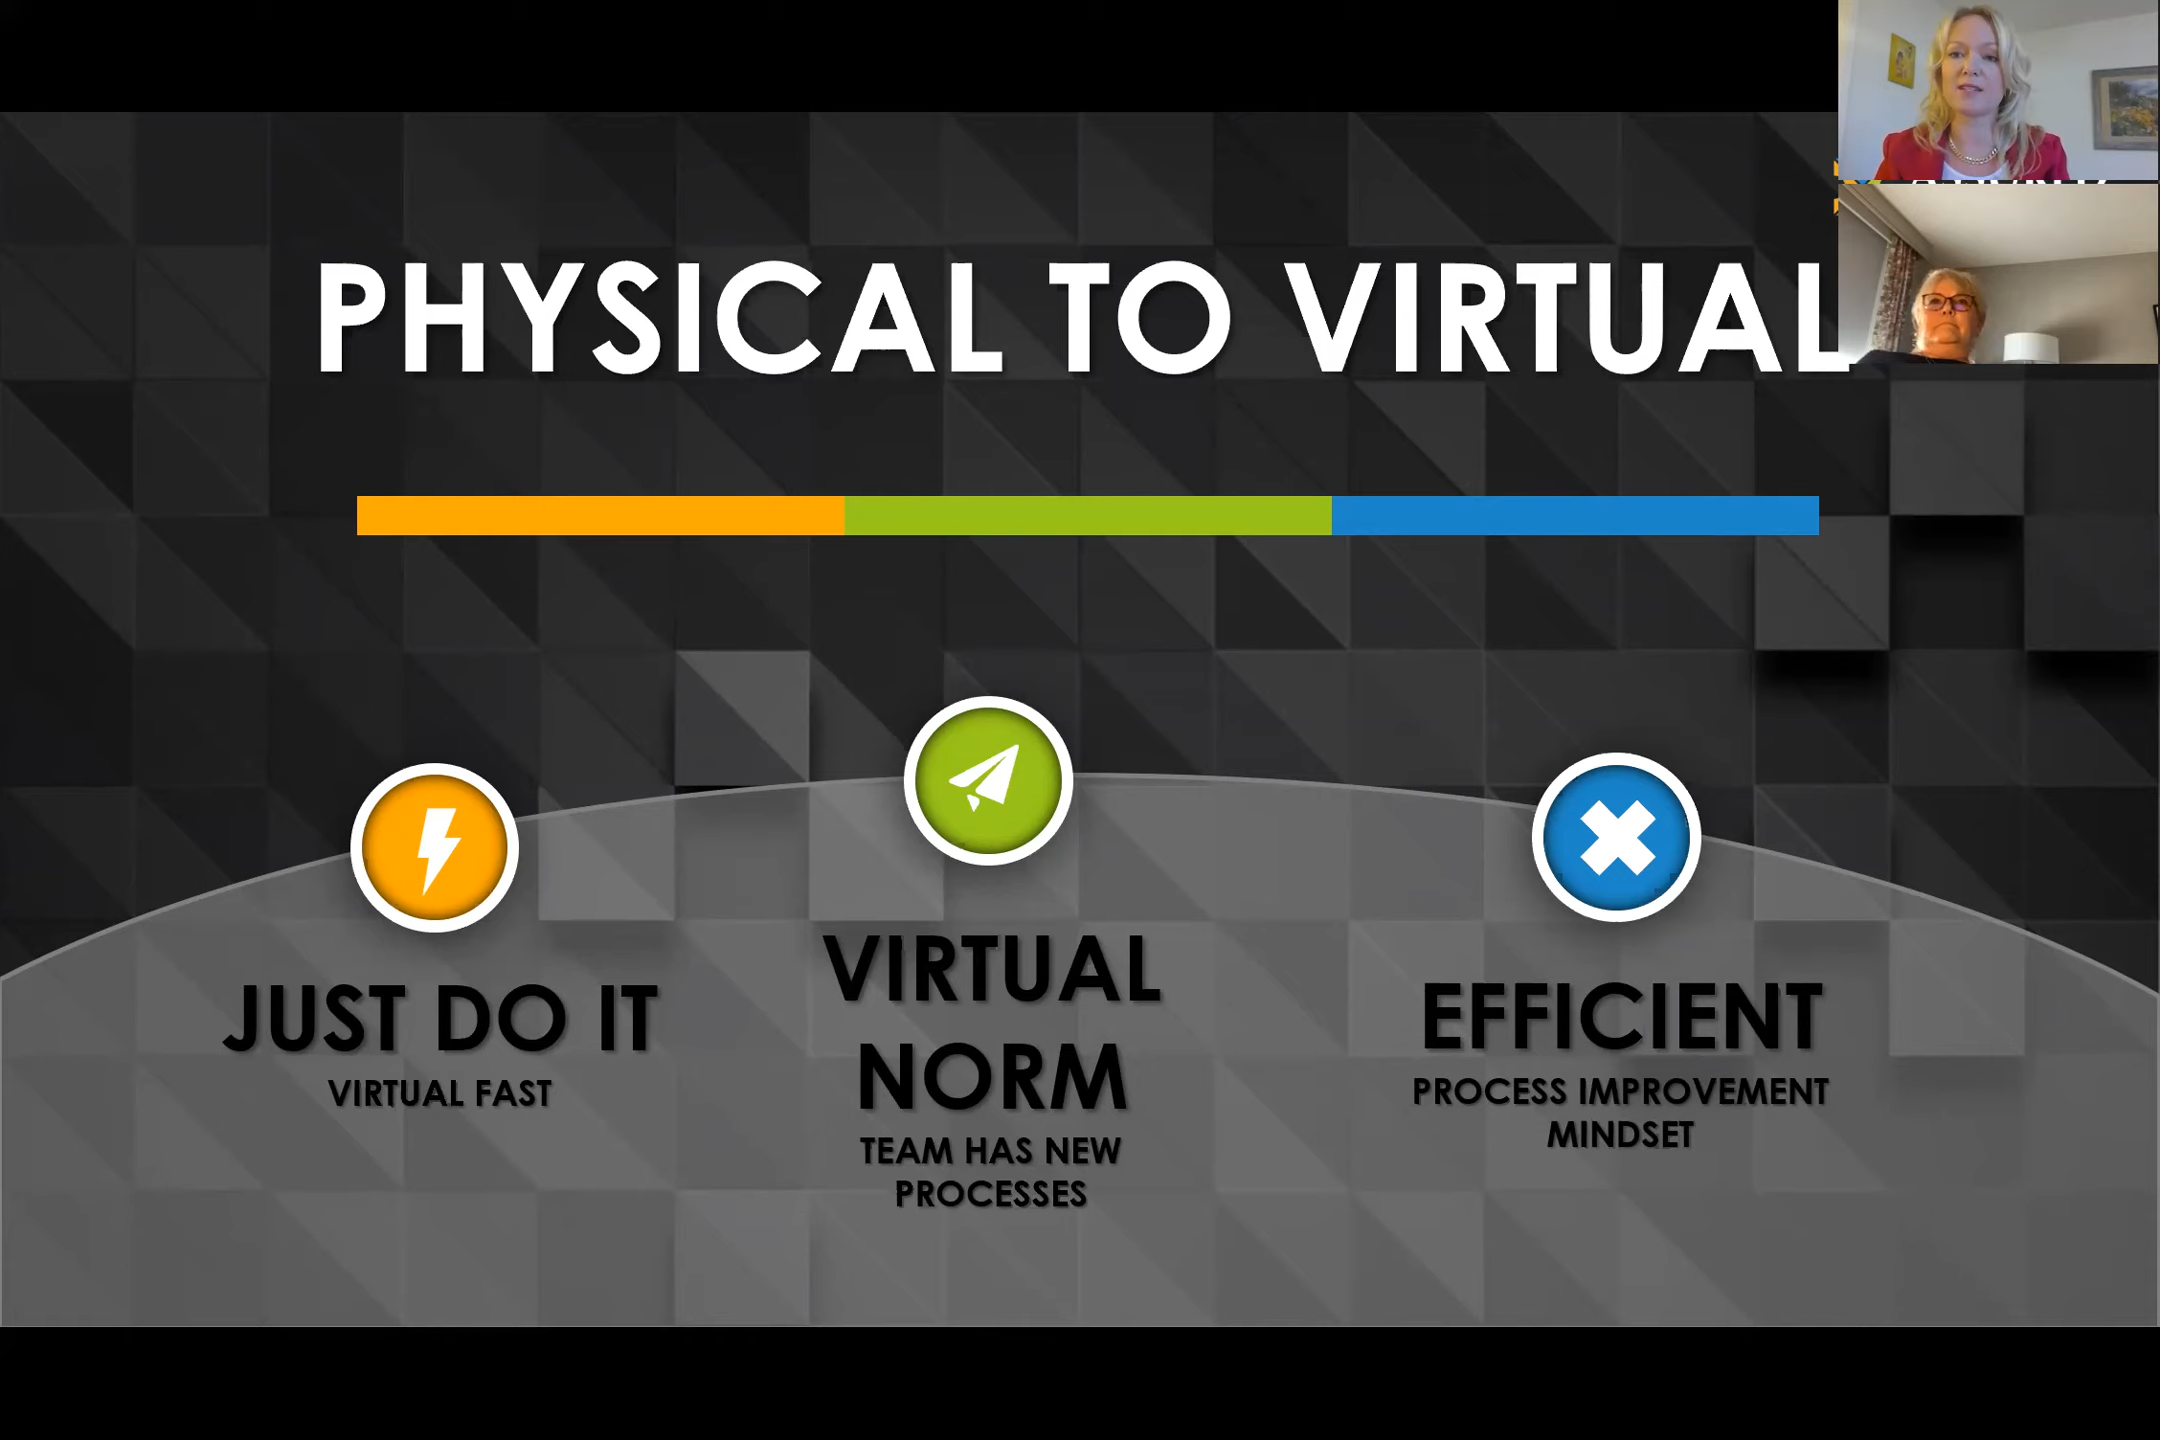 PHYSICAL TO VIRTUAL
JUST DO IT
VIRTUAL FAST
VIRTUAL
NORM
TEAM HAS NEW
PROCESSES
EFFICIENT
PROCESS IMPROVEMENT
MINDSET